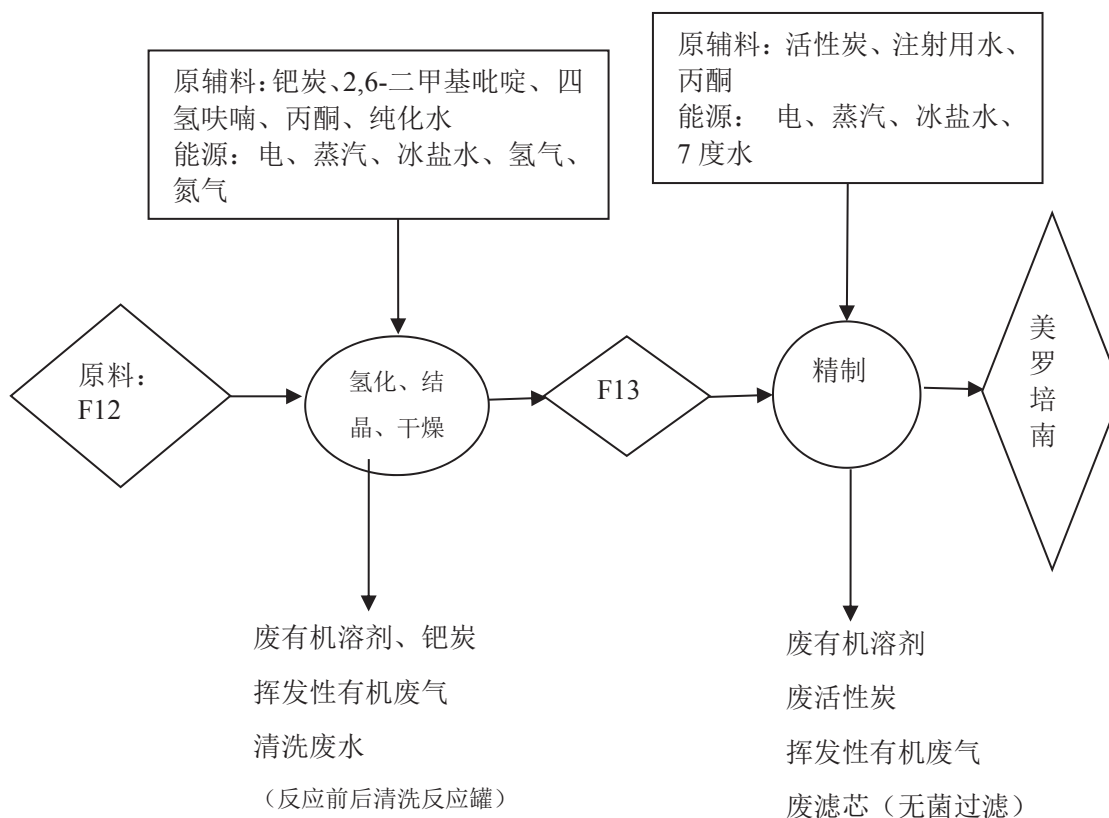 原辅料：钯炭、2,6-二甲基吡啶、四
氢呋喃、丙酮、纯化水
能源：电、蒸汽、冰盐水、氢气、
氮气
原辅料：活性炭、注射用水、
丙酮
能源： 电、蒸汽、冰盐水、
7度水
原料：
F12
氢化、结
晶、干燥
F13
精制
美
罗
培
南
废有机溶剂、钯炭
挥发性有机废气
清洗废水
（反应前后清洗反应罐）
废有机溶剂
废活性炭
挥发性有机废气
废滤芯（无菌过滤）